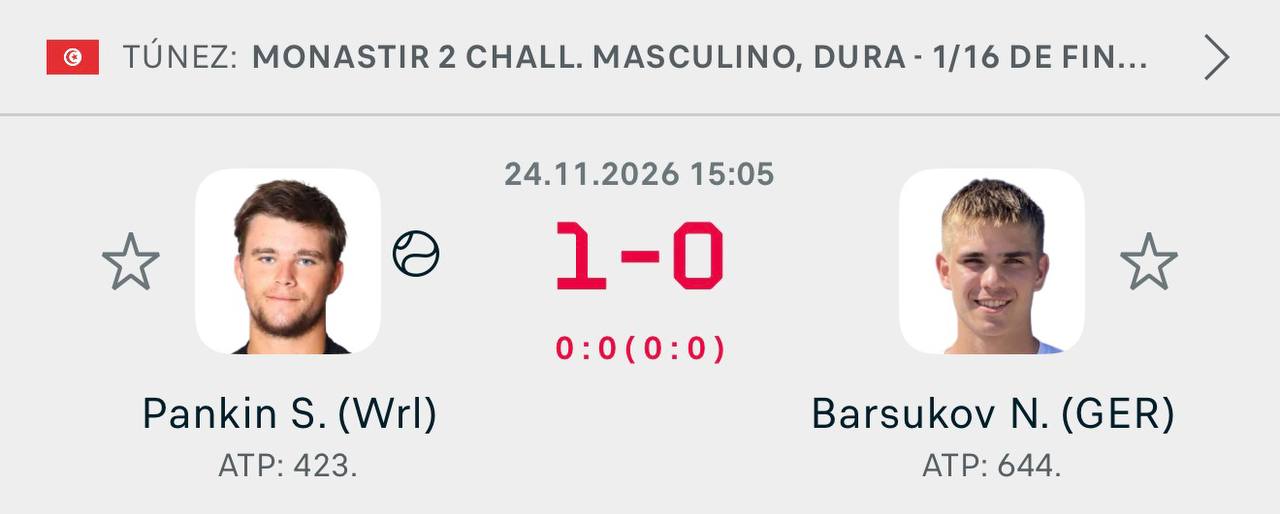 TÚNEZ: MONASTIR 2 CHALL. MASCULINO, DURA - 1/16 DE FIN...
24.11.2026 15:05
1-0
0:0(0:0)
Pankin S. (Wrl)
Barsukov N. (GER)
ATP: 423.
ATP: 644.